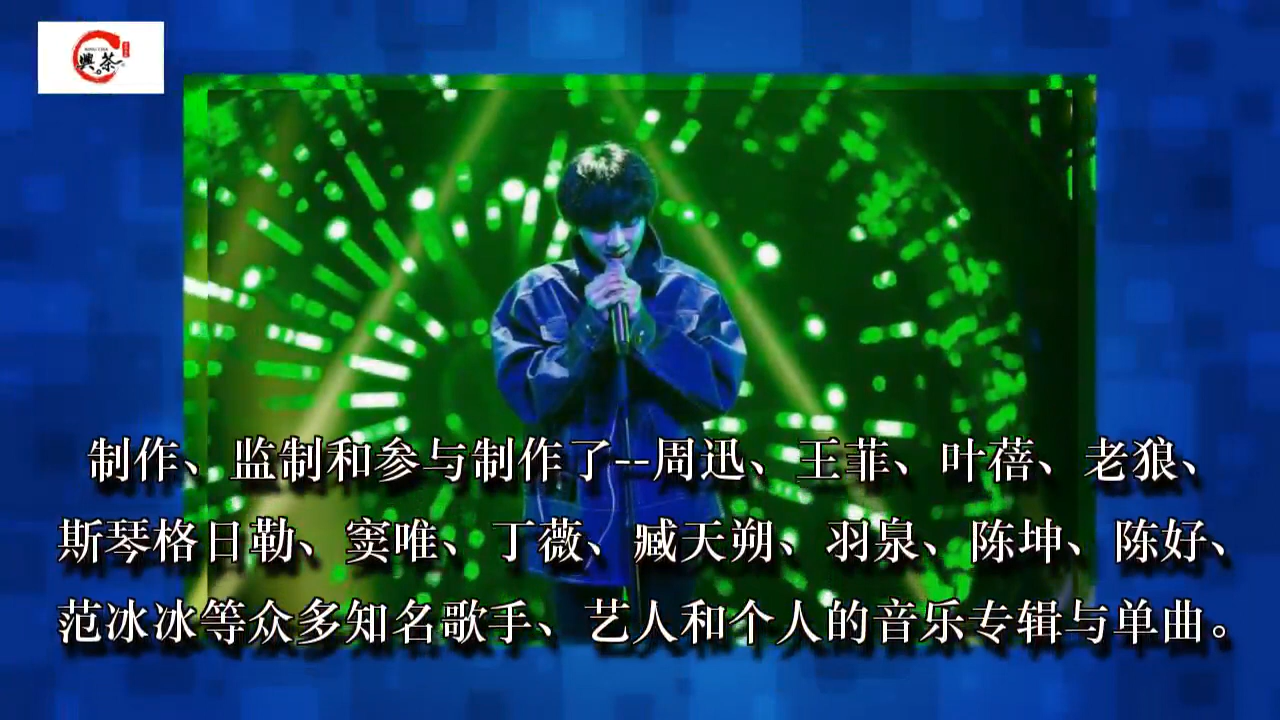 興茶
制作、监制和参与制作了--周迅、王菲、叶蓓、老狼、
斯琴格日勒、窦唯、丁薇、臧天朔、羽泉、陈坤、陈好、
范冰冰等众多知名歌手、艺人和个人的音乐专辑与单曲。